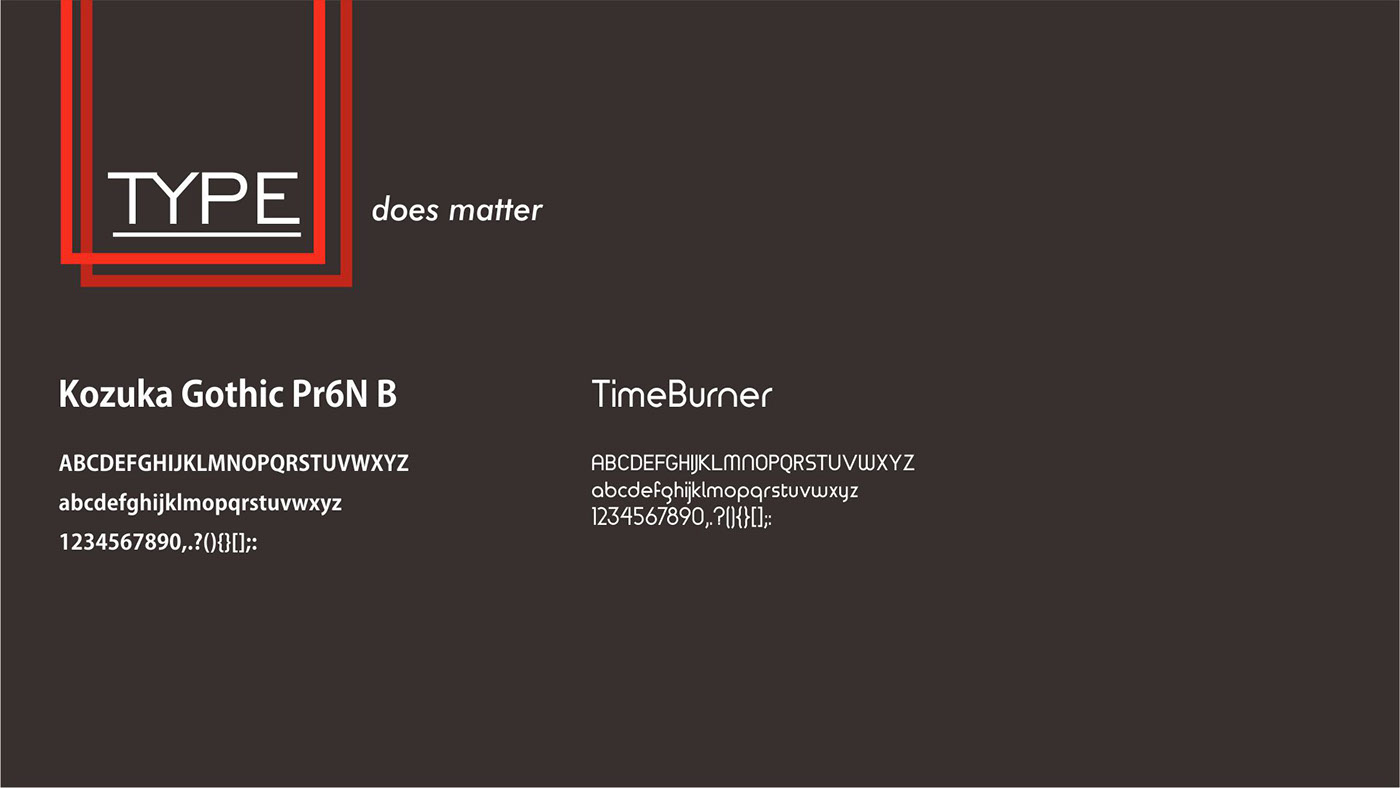 TYPE
does matter
Kozuka Gothic Pr6N B
ABCDEFGHIJKLMNOPQRSTUVWXYZ
abcdefghijklmopqrstuvwxyz
1234567890,.?(){}[];:
TimeBurner
ABCDEFGHIJKLMNOPQRSTUVWXYZ
abcdefghijklmopqrstuvwxyz
1234567890,.?(){}[];: